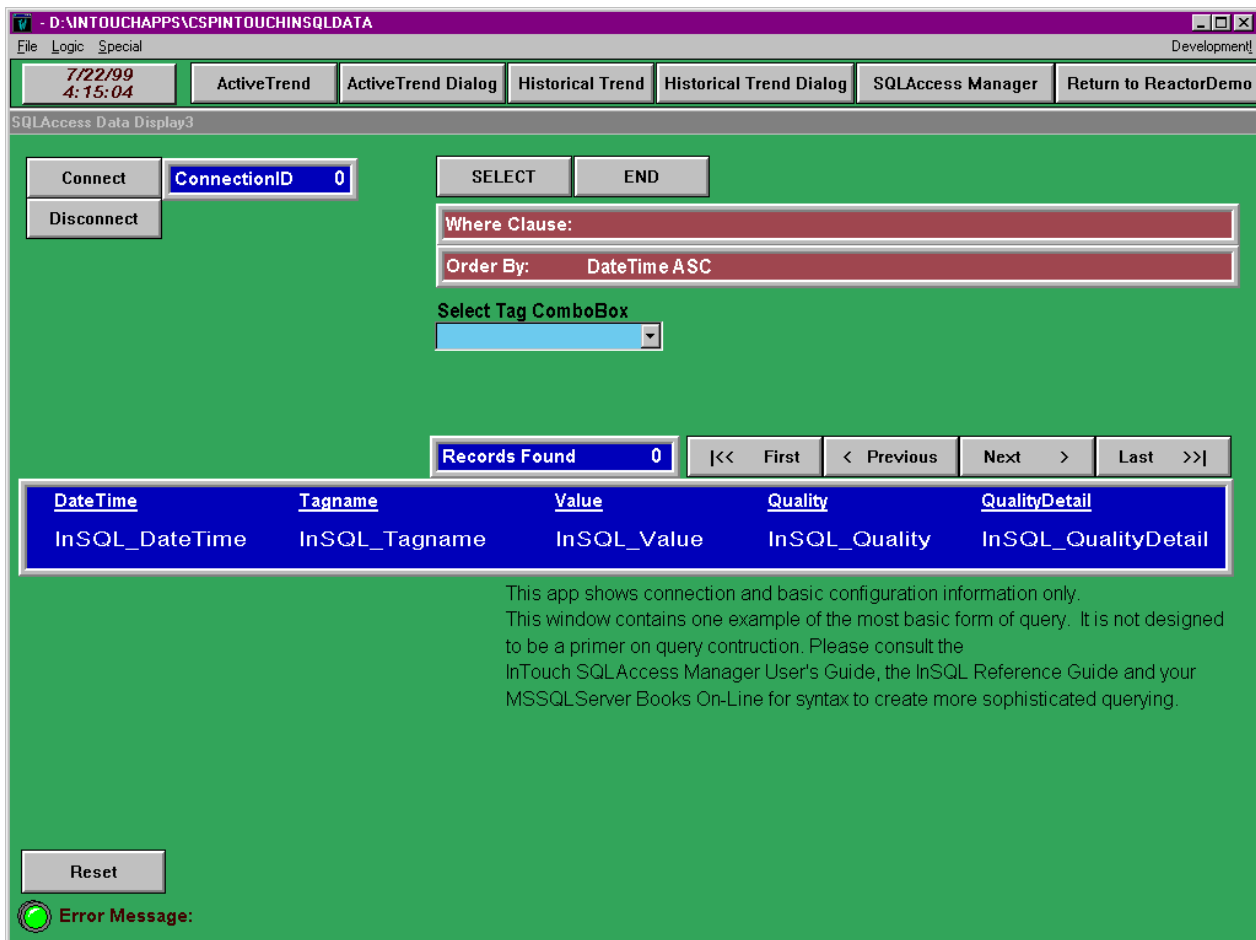 - D:\INTOUCHAPPS\CSPINTOUCHINSQLDATA
File Logic Special Development!
7/22/99
4:15:04
ActiveTrend ActiveTrend Dialog Historical Trend Historical Trend Dialog SQLAccess Manager Return to ReactorDemo
SQLAccess Data Display3
Connect ConnectionID 0 SELECT END
Disconnect
Where Clause:
Order By: DateTime ASC
Select Tag ComboBox
Records Found 0 |<< First < Previous Next > Last >>|
DateTime Tagname Value Quality QualityDetail
InSQL_DateTime InSQL_Tagname InSQL_Value InSQL_Quality InSQL_QualityDetail
This app shows connection and basic configuration information only.
This window contains one example of the most basic form of query. It is not designed
to be a primer on query contruction. Please consult the
InTouch SQLAccess Manager User's Guide, the InSQL Reference Guide and your
MSSQLServer Books On-Line for syntax to create more sophisticated querying.
Reset
Error Message: